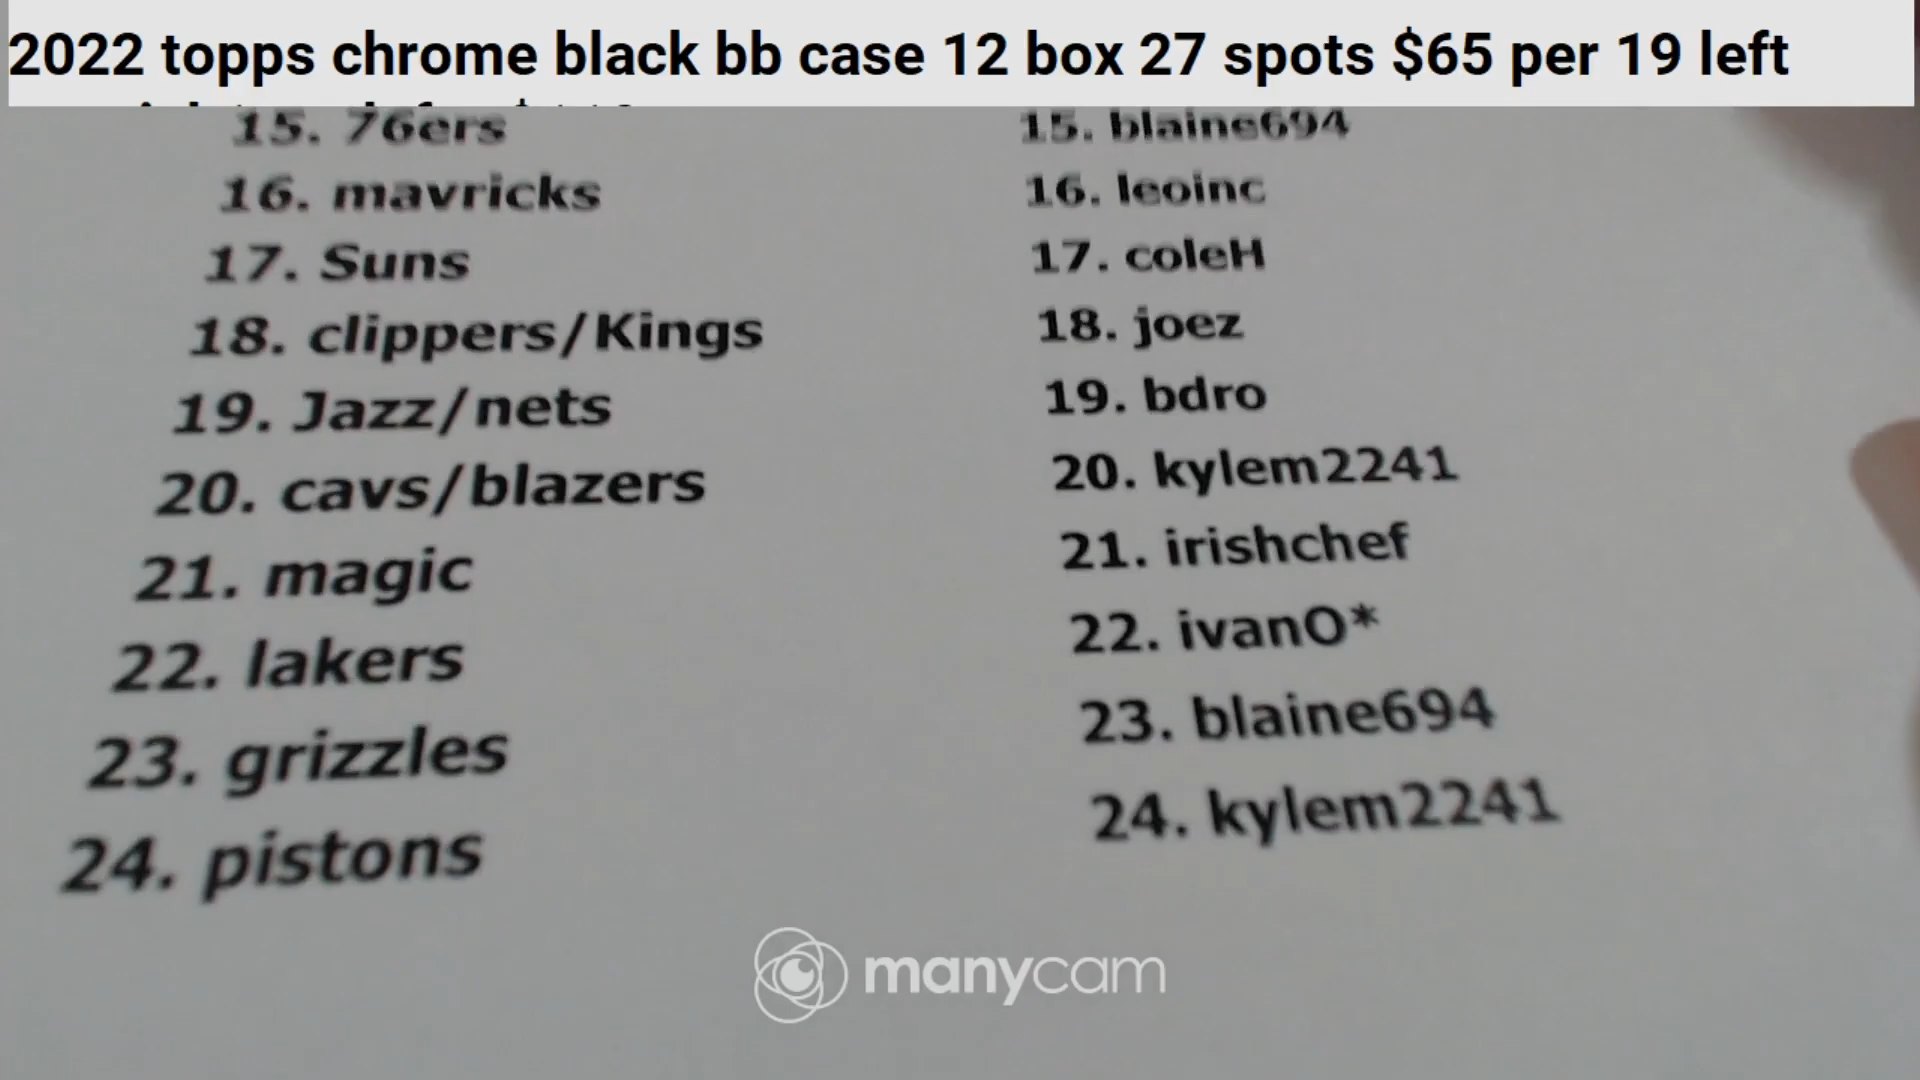 2022 topps chrome black bb case 12 box 27 spots $65 per 19 left
15. 76ers
16. mavricks
17. Suns
18. clippers/Kings
19. Jazz/nets
20. cavs/blazers
21. magic
22. lakers
23. grizzles
24. pistons
15. blaine694
16. leoinc
17. coleH
18. joez
19. bdro
20. kylem2241
21. irishchef
22. ivanO*
23. blaine694
24. kylem2241
manycam